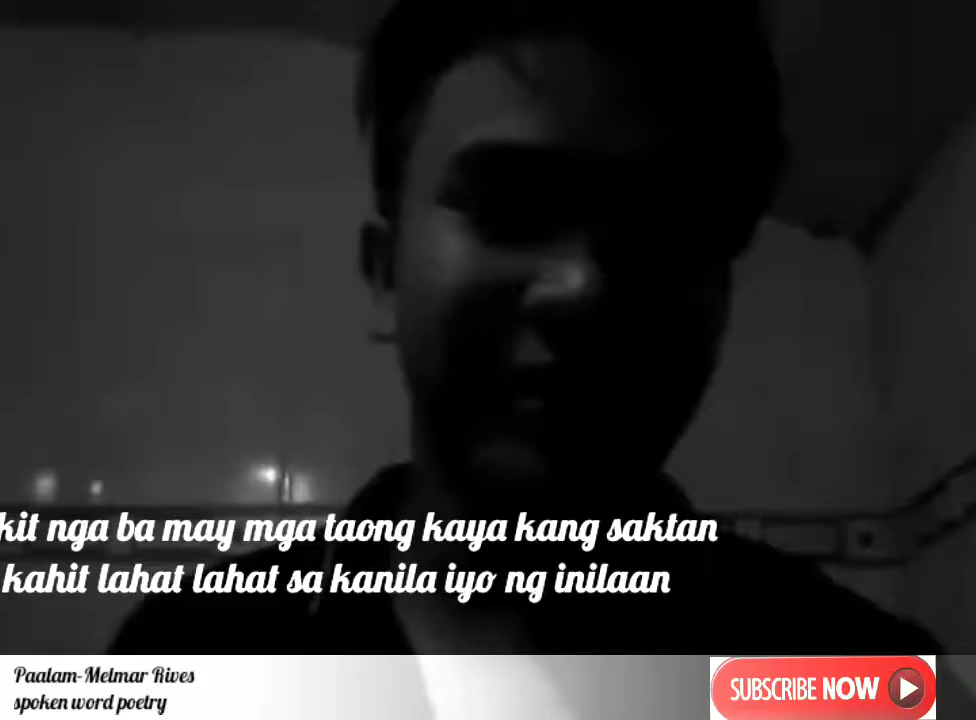 kit nga ba may mga taong kaya kang saktan
kahit lahat lahat sa kanila iyo ng inilaan
Paalam-Melmar Rives
spoken word poetry
SUBSCRIBE NOW